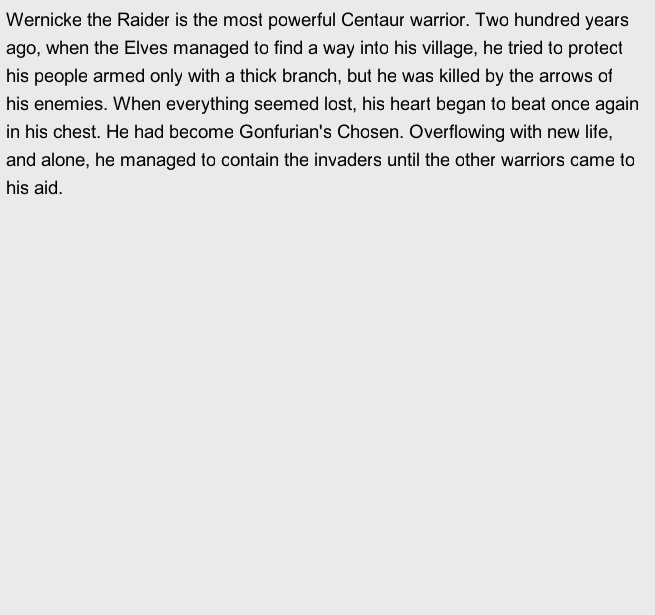 Wernicke the Raider is the most powerful Centaur warrior. Two hundred years
ago, when the Elves managed to find a way into his village, he tried to protect
his people armed only with a thick branch, but he was killed by the arrows of
his enemies. When everything seemed lost, his heart began to beat once again
in his chest. He had become Gonfurian's Chosen. Overflowing with new life,
and alone, he managed to contain the invaders until the other warriors came to
his aid.